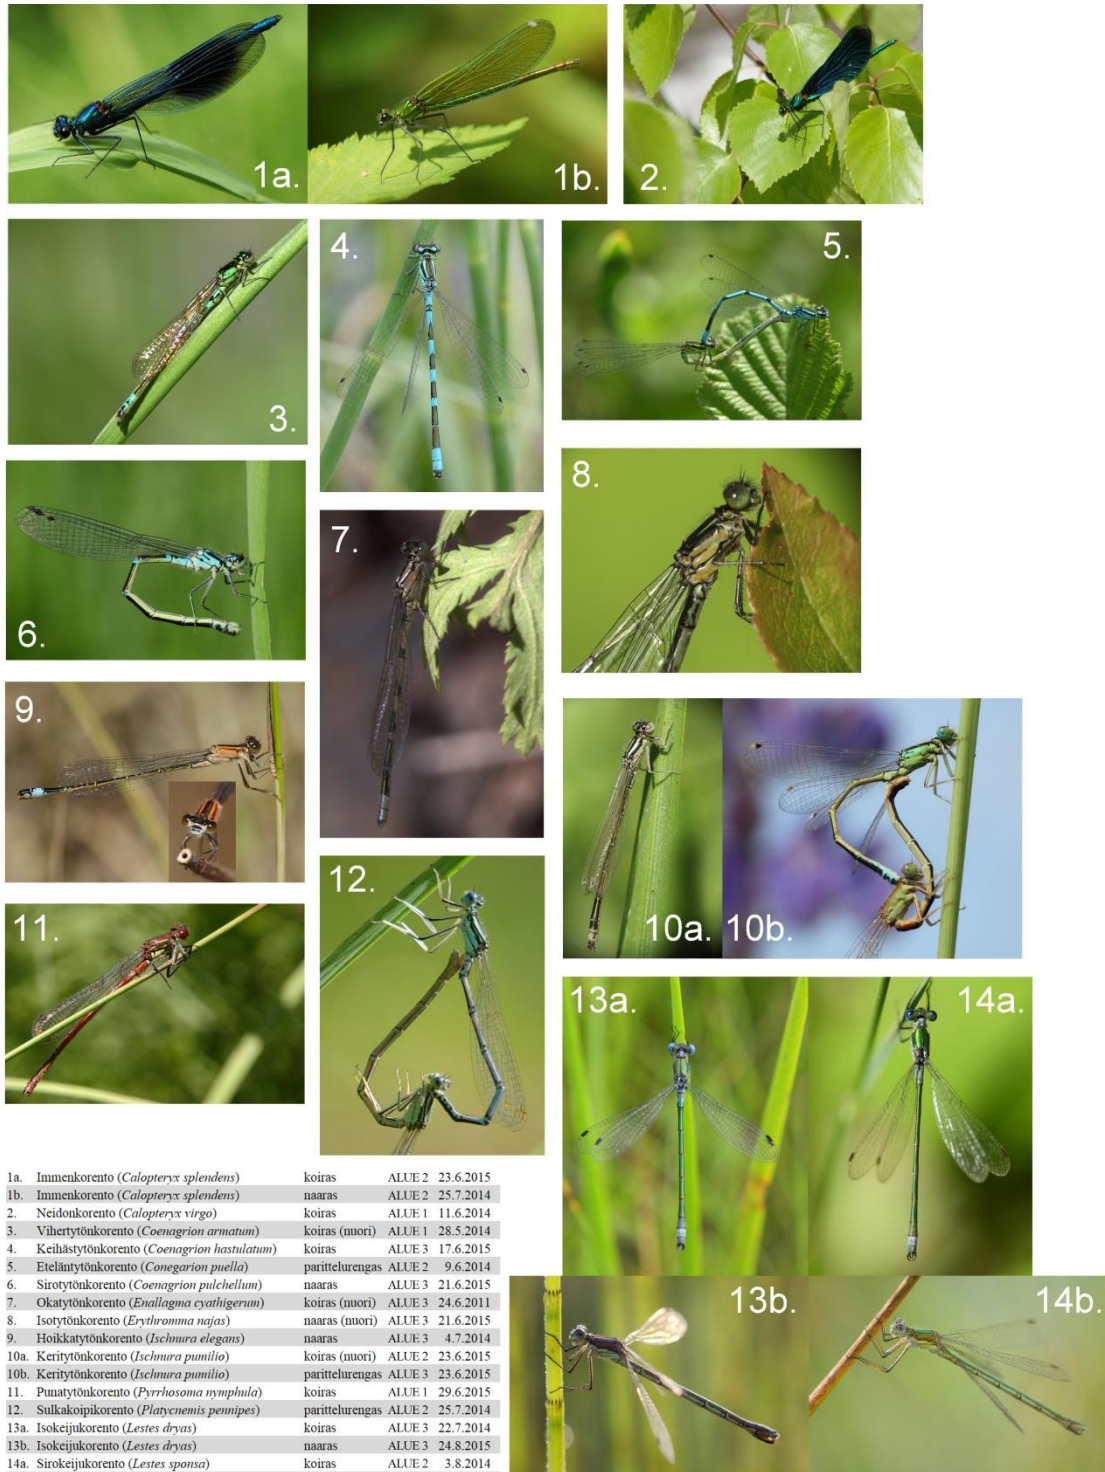 1a.
1b.
2.
3.
4.
5.
6.
7.
8.
9.
10a.
10b.
11.
12.
13a.
14a.
13b.
14b.
1a. Immenkorento (Calopteryx splendens) koiras ALUE 2 23.6.2015
1b. Immenkorento (Calopteryx splendens) naaras ALUE 2 25.7.2014
2. Neidonkorento (Calopteryx virgo) koiras ALUE 1 11.6.2014
3. Vihertytönkorento (Coenagrion armatum) koiras (nuori) ALUE 1 28.5.2014
4. Keihästytönkorento (Coenagrion hastulatum) koiras ALUE 3 17.6.2015
5. Eteläntytönkorento (Conegarion puella) parittelurengas ALUE 2 9.6.2014
6. Sirotytönkorento (Coenagrion pulchellum) naaras ALUE 3 21.6.2015
7. Okatytönkorento (Enallagma cyathigerum) koiras (nuori) ALUE 3 24.6.2011
8. Isotytönkorento (Erythromma najas) naaras (nuori) ALUE 3 21.6.2015
9. Hoikkatytönkorento (Ischnura elegans) naaras ALUE 3 4.7.2014
10a. Keritytönkorento (Ischnura pumilio) koiras (nuori) ALUE 2 23.6.2015
10b. Keritytönkorento (Ischnura pumilio) parittelurengas ALUE 3 23.6.2015
11. Punatytönkorento (Pyrrhosoma nymphula) koiras ALUE 1 29.6.2015
12. Sulkakoipikorento (Platycnemis pennipes) parittelurengas ALUE 2 25.7.2014
13a. Isokeijukorento (Lestes dryas) koiras ALUE 3 22.7.2014
13b. Isokeijukorento (Lestes dryas) naaras ALUE 3 24.8.2015
14a. Sirokeijukorento (Lestes sponsa) koiras ALUE 2 3.8.2014